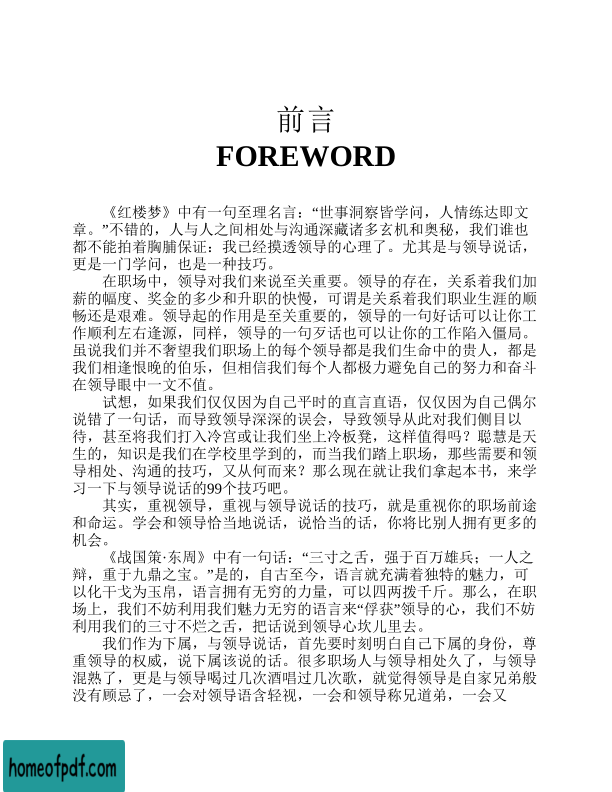 前言
FOREWORD
《红楼梦》中有一句至理名言：“世事洞察皆学问，人情练达即文
章。”不错的，人与人之间相处与沟通深藏诸多玄机和奥秘，我们谁也
都不能拍着胸脯保证：我已经摸透领导的心理了。尤其是与领导说话，
更是一门学问，也是一种技巧。
在职场中，领导对我们来说至关重要。领导的存在，关系着我们加
薪的幅度、奖金的多少和升职的快慢，可谓是关系着我们职业生涯的顺
畅还是艰难。领导起的作用是至关重要的，领导的一句好话可以让你工
作顺利左右逢源，同样，领导的一句歹话也可以让你的工作陷入僵局。
虽说我们并不奢望我们职场上的每个领导都是我们生命中的贵人，都是
我们相逢恨晚的伯乐，但相信我们每个人都极力避免自己的努力和奋斗
在领导眼中一文不值。
试想，如果我们仅仅因为自己平时的直言直语，仅仅因为自己偶尔
说错了一句话，而导致领导深深的误会，导致领导从此对我们侧目以
待，甚至将我们打入冷宫或让我们坐上冷板凳，这样值得吗？聪慧是天
生的，知识是我们在学校里学到的，而当我们踏上职场，那些需要和领
导相处、沟通的技巧，又从何而来？那么现在就让我们拿起本书，来学
习一下与领导说话的99个技巧吧。
其实，重视领导，重视与领导说话的技巧，就是重视你的职场前途
和命运。学会和领导恰当地说话，说恰当的话，你将比别人拥有更多的
机会。
《战国策·东周》中有一句话：“三寸之舌，强于百万雄兵；一人之
辩，重于九鼎之宝。”是的，自古至今，语言就充满着独特的魅力，可
以化干戈为玉帛，语言拥有无穷的力量，可以四两拨千斤。那么，在职
场上，我们不妨利用我们魅力无穷的语言来“俘获”领导的心，我们不妨
利用我们的三寸不烂之舌，把话说到领导心坎儿里去。
我们作为下属，与领导说话，首先要时刻明白自己下属的身份，尊
重领导的权威，说下属该说的话。很多职场人与领导相处久了，与领导
混熟了，更是与领导喝过几次酒唱过几次歌，就觉得领导是自家兄弟般
没有顾忌了，一会对领导语含轻视，一会和领导称兄道弟，一会又
homeofpdf.com